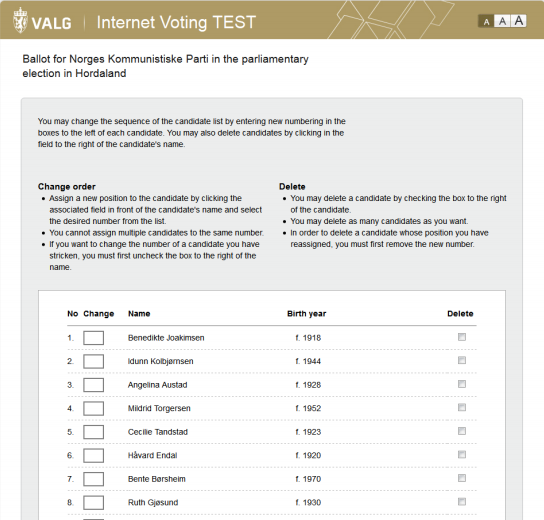 VALG | Internet Voting TEST A A A
Ballot for Norges Kommunistiske Parti in the parliamentary
election in Hordaland
You may change the sequence of the candidate list by entering new numbering in the
boxes to the left of each candidate. You may also delete candidates by clicking in the
field to the right of the candidate's name.
Change order
• Assign a new position to the candidate by clicking the
associated field in front of the candidate's name and select
the desired number from the list.
• You cannot assign multiple candidates to the same number.
• If you want to change the number of a candidate you have
stricken, you must first uncheck the box to the right of the
name.
Delete
• You may delete a candidate by checking the box to the right
of the candidate.
• You may delete as many candidates as you want.
• In order to delete a candidate whose position you have
reassigned, you must first remove the new number.
No Change Name Birth year Delete
1. Benedikte Joakimsen f. 1918
2. Idunn Kolbjørnsen f. 1944
3. Angelina Austad f. 1928
4. Mildrid Torgersen f. 1952
5. Cecilie Tandstad f. 1923
6. Håvard Endal f. 1920
7. Bente Børsheim f. 1970
8. Ruth Gjøsund f. 1930